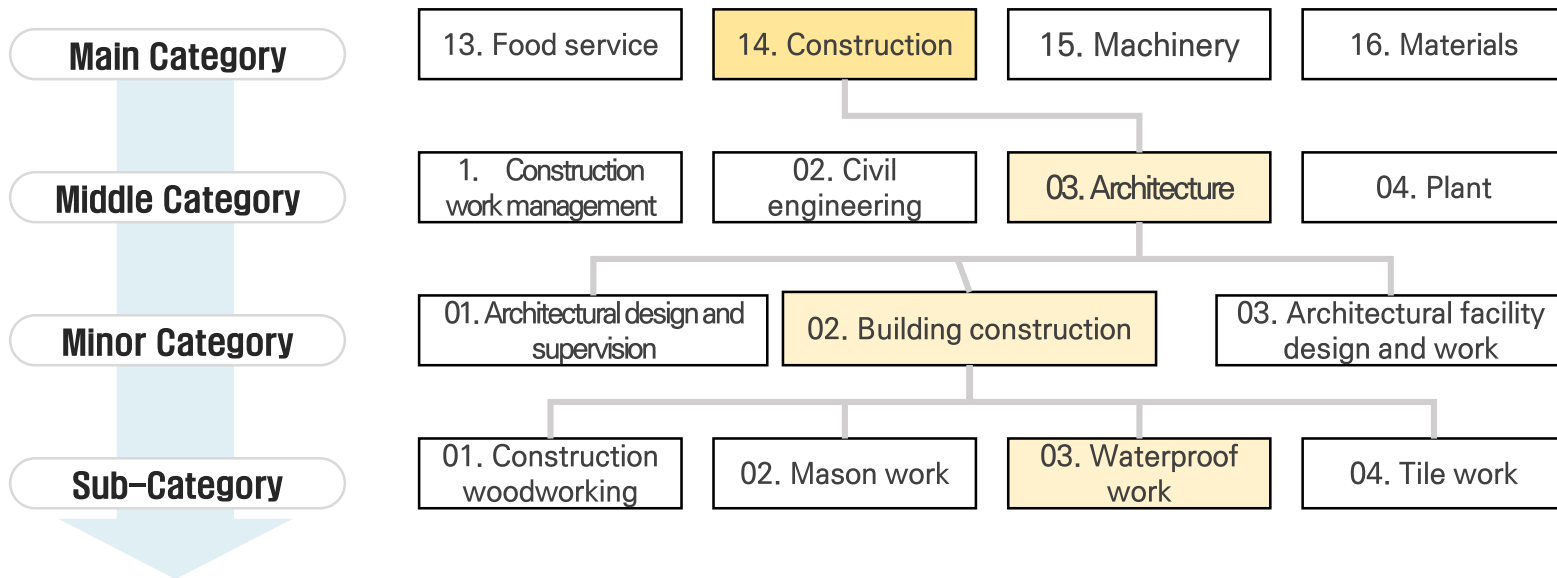 Main Category
13. Food service
14. Construction
15. Machinery
16. Materials
Middle Category
1. Construction
work management
02. Civil
engineering
03. Architecture
04. Plant
Minor Category
01. Architectural design and
supervision
02. Building construction
03. Architectural facility
design and work
Sub-Category
01. Construction
woodworking
02. Mason work
03. Waterproof
work
04. Tile work